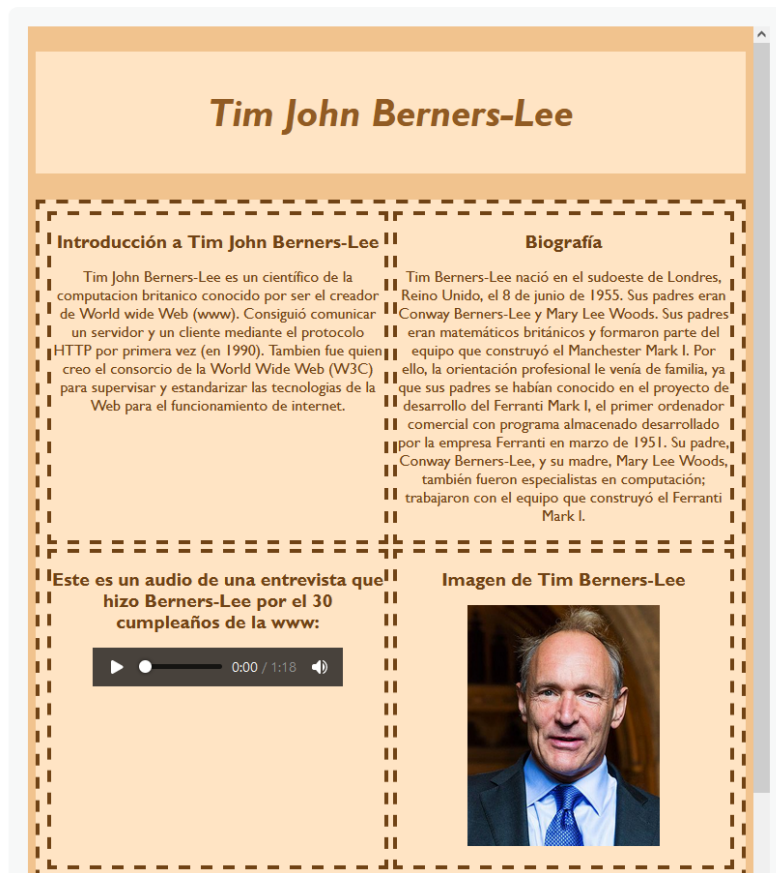 Tim John Berners-Lee
Introducción a Tim John Berners-Lee
Tim John Berners-Lee es un científico de la
computacion britanico conocido por ser el creador
de World wide Web (www). Consiguió comunicar
un servidor y un cliente mediante el protocolo
HTTP por primera vez (en 1990). Tambien fue quien
creo el consorcio de la World Wide Web (W3C)
para supervisar y estandarizar las tecnologias de la
Web para el funcionamiento de internet.
Biografía
Tim Berners-Lee nació en el sudoeste de Londres,
Reino Unido, el 8 de junio de 1955. Sus padres eran
Conway Berners-Lee y Mary Lee Woods. Sus padres
eran matemáticos británicos y formaron parte del
equipo que construyó el Manchester Mark I. Por
ello, la orientación profesional le venía de familia, ya
que sus padres se habían conocido en el proyecto de
desarrollo del Ferranti Mark I, el primer ordenador
comercial con programa almacenado desarrollado
por la empresa Ferranti en marzo de 1951. Su padre,
Conway Berners-Lee, y su madre, Mary Lee Woods,
también fueron especialistas en computación;
trabajaron con el equipo que construyó el Ferranti
Mark I.
Este es un audio de una entrevista que
hizo Berners-Lee por el 30
cumpleaños de la www:
0:00 / 1:18
Imagen de Tim Berners-Lee